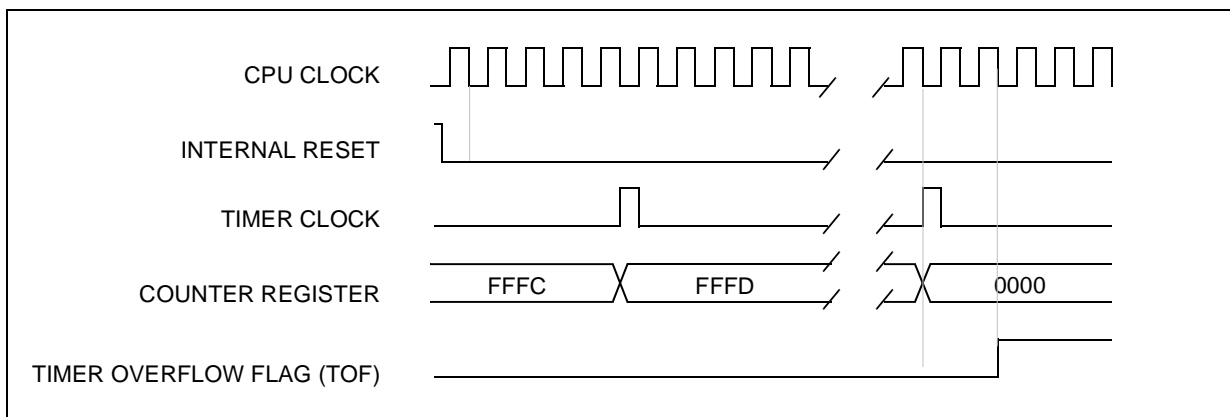 CPU CLOCK
INTERNAL RESET
TIMER CLOCK
COUNTER REGISTER
FFFC
FFFD
0000
TIMER OVERFLOW FLAG (TOF)